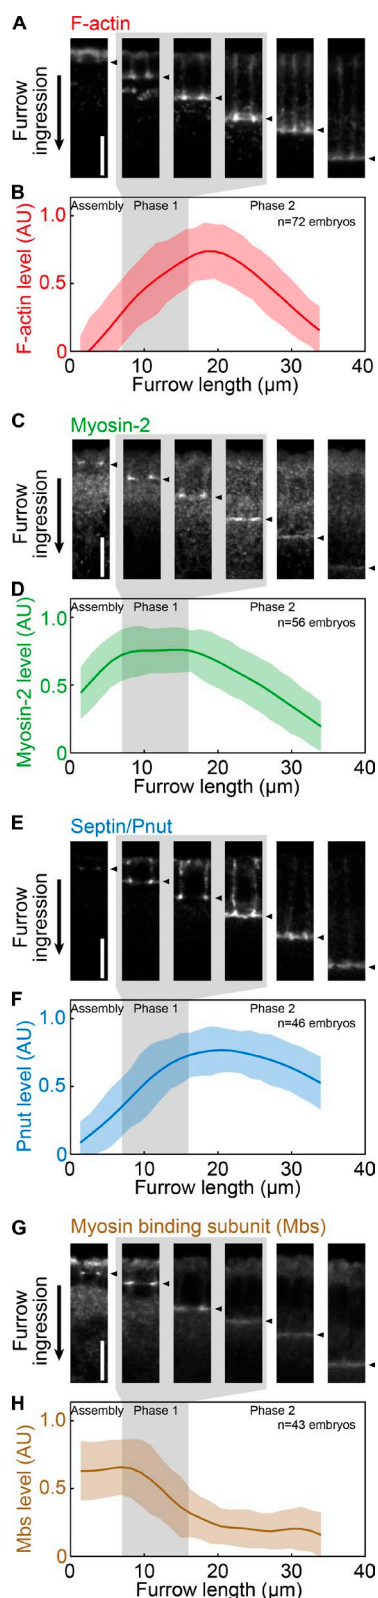 A
F-actin
Furrow
ingression
B
Assembly Phase 1 Phase 2
n=72 embryos
F-actin level (AU)
1.0
0.5
0
0 10 20 30 40
Furrow length (μm)
C
Myosin-2
Furrow
ingression
D
Assembly Phase 1 Phase 2
n=56 embryos
Myosin-2 level (AU)
1.0
0.5
0
0 10 20 30 40
Furrow length (μm)
E
Septin/Pnut
Furrow
ingression
F
Assembly Phase 1 Phase 2
n=46 embryos
Pnut level (AU)
1.0
0.5
0
0 10 20 30 40
Furrow length (μm)
G
Myosin binding subunit (Mbs)
Furrow
ingression
H
Assembly Phase 1 Phase 2
n=43 embryos
Mbs level (AU)
1.0
0.5
0
0 10 20 30 40
Furrow length (μm)